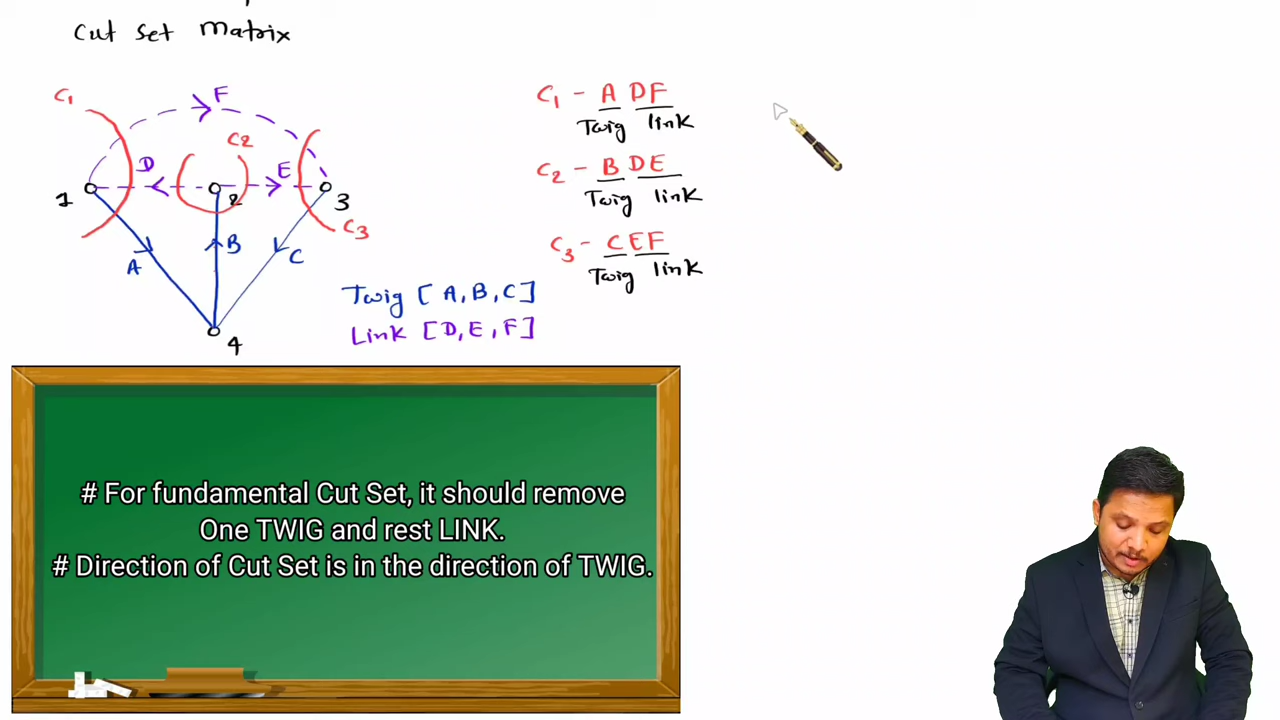 Cut Set Matrix
C1
F
C2
D
E
1
2
3
C3
A
B
C
4
Twig [A, B, C]
Link [D, E, F]
C1 - A DF
Twig link
C2 - B DE
Twig link
C3 - C EF
Twig link
# For fundamental Cut Set, it should remove
One TWIG and rest LINK.
# Direction of Cut Set is in the direction of TWIG.